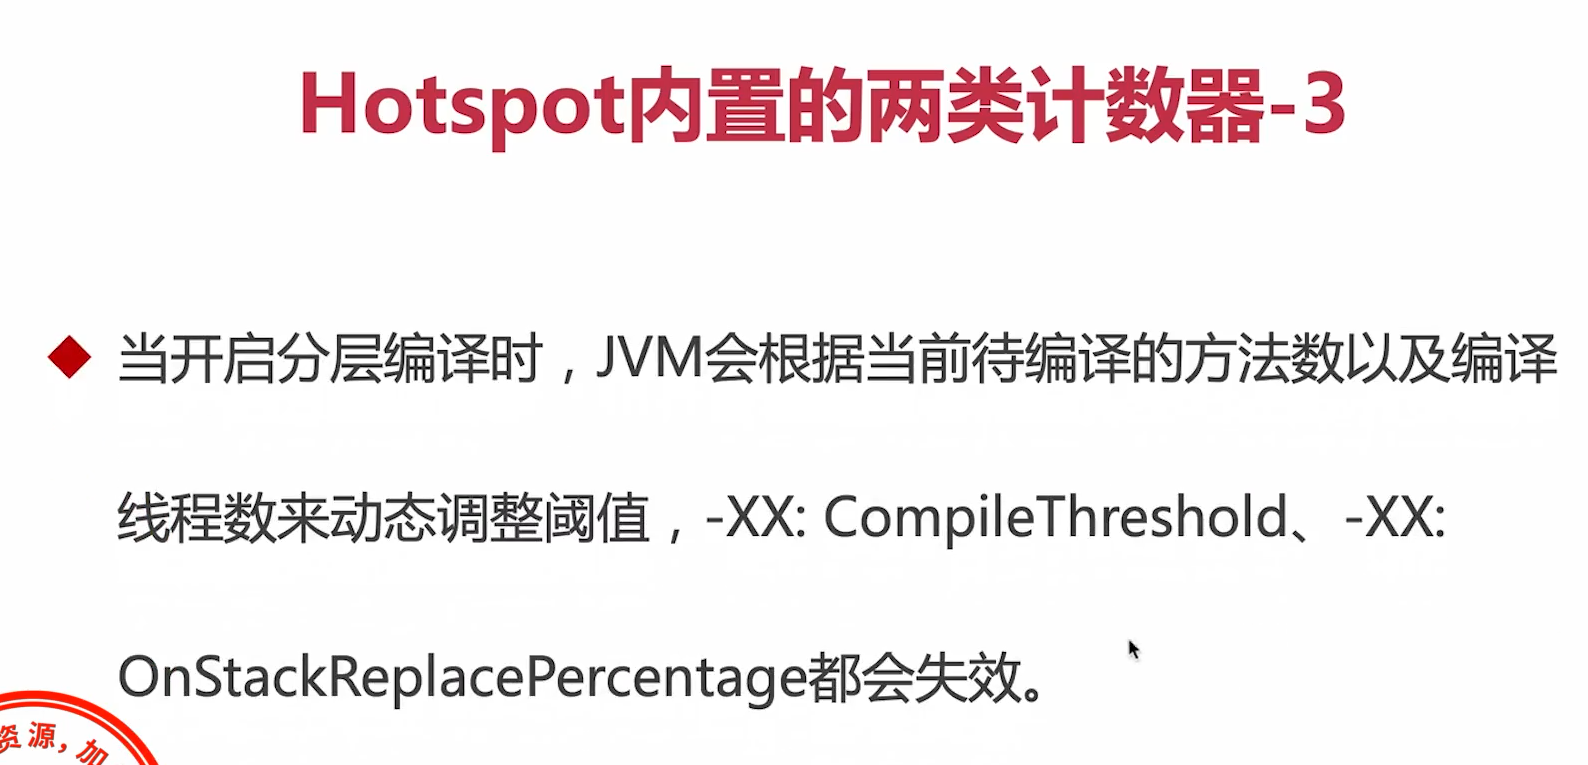 Hotspot内置的两类计数器-3
当开启分层编译时，JVM会根据当前待编译的方法数以及编译
线程数来动态调整阈值，-XX: CompileThreshold、-XX:
OnStackReplacePercentage都会失效。
资源，加